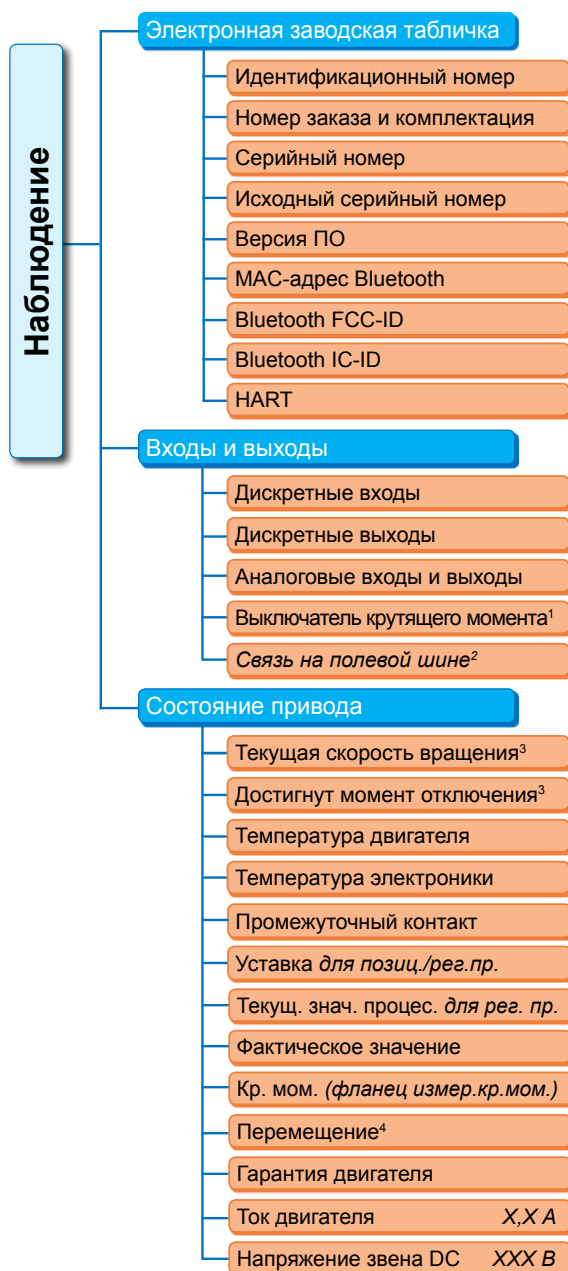 Наблюдение
Электронная заводская табличка
Идентификационный номер
Номер заказа и комплектация
Серийный номер
Исходный серийный номер
Версия ПО
MAC-адрес Bluetooth
Bluetooth FCC-ID
Bluetooth IC-ID
HART
Входы и выходы
Дискретные входы
Дискретные выходы
Аналоговые входы и выходы
Выключатель крутящего момента¹
Связь на полевой шине²
Состояние привода
Текущая скорость вращения³
Достигнут момент отключения³
Температура двигателя
Температура электроники
Промежуточный контакт
Уставка для позиц./рег.пр.
Текущ. знач. процес. для рег. пр.
Фактическое значение
Кр. мом. (фланец измер.кр.мом.)
Перемещение⁴
Гарантия двигателя
Ток двигателя X,X A
Напряжение звена DC XXX B